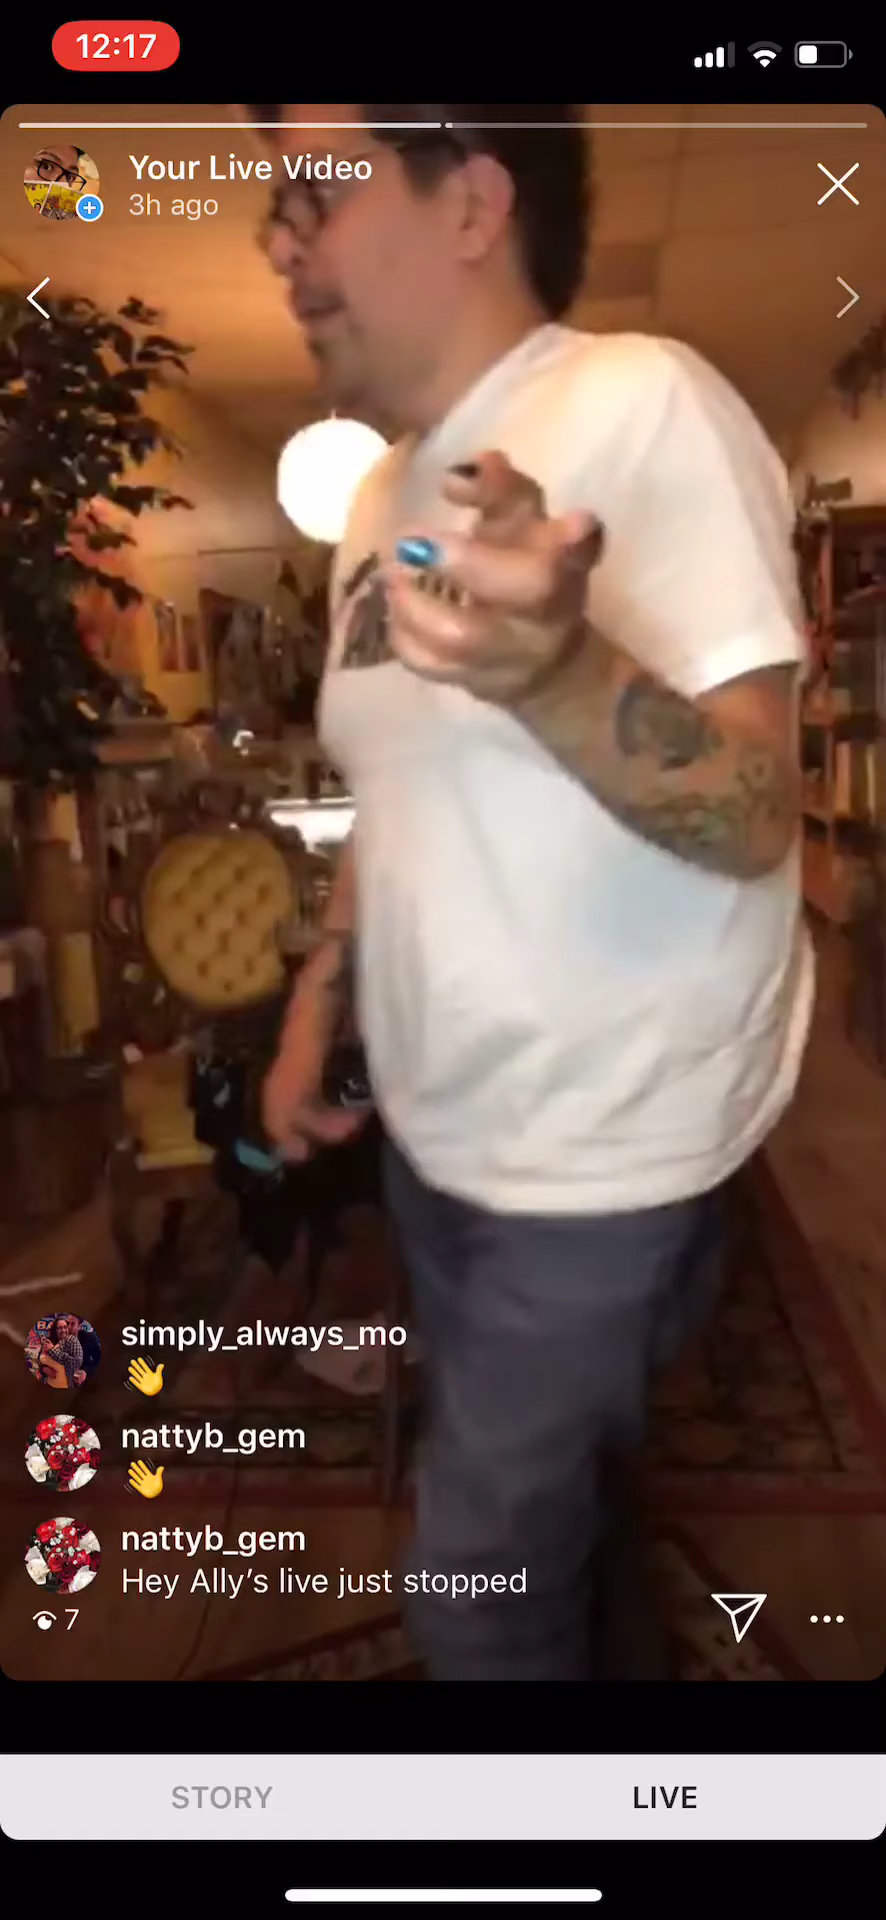 12:17
Your Live Video
3h ago
simply_always_mo
👋
nattyb_gem
👋
nattyb_gem
Hey Ally’s live just stopped
7
STORY
LIVE